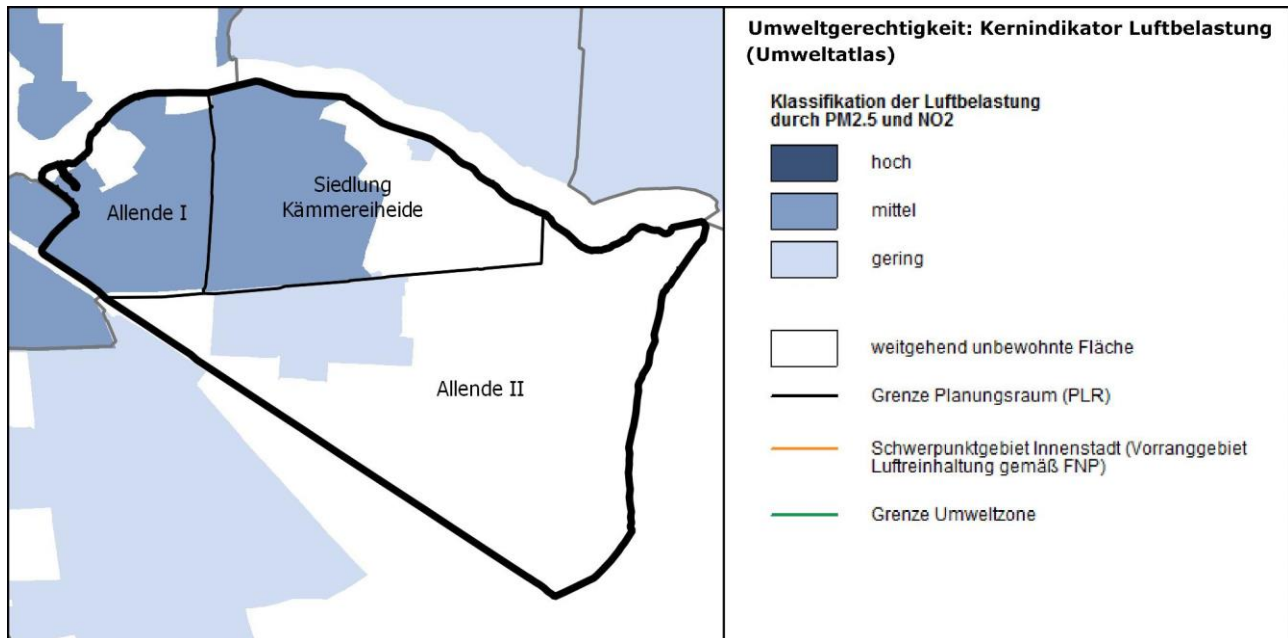 Allende I
Siedlung
Kämmereiheide
Allende II
Umweltgerechtigkeit: Kernindikator Luftbelastung
(Umweltatlas)
Klassifikation der Luftbelastung
durch PM2.5 und NO2
hoch
mittel
gering
weitgehend unbewohnte Fläche
Grenze Planungsraum (PLR)
Schwerpunktgebiet Innenstadt (Vorranggebiet
Luftreinhaltung gemäß FNP)
Grenze Umweltzone